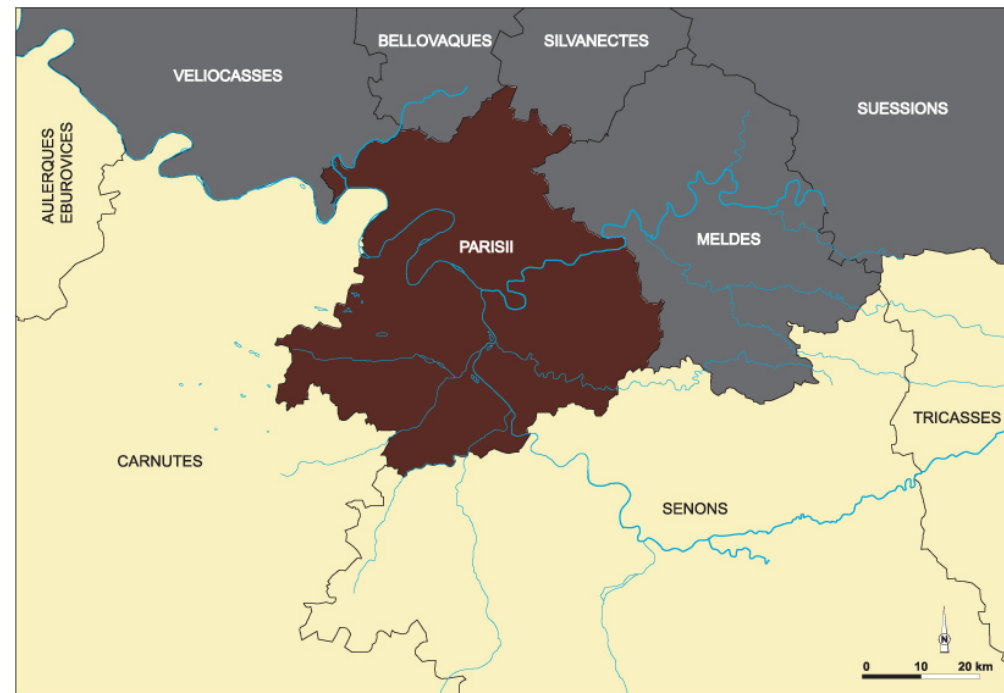 BELLOVAQUES
SILVANECTES
VELIOCASSES
SUESSIONS
AULERQUES
EBUROVICES
PARISII
MELDES
TRICASSES
CARNUTES
SENONS
N
0 10 20 km